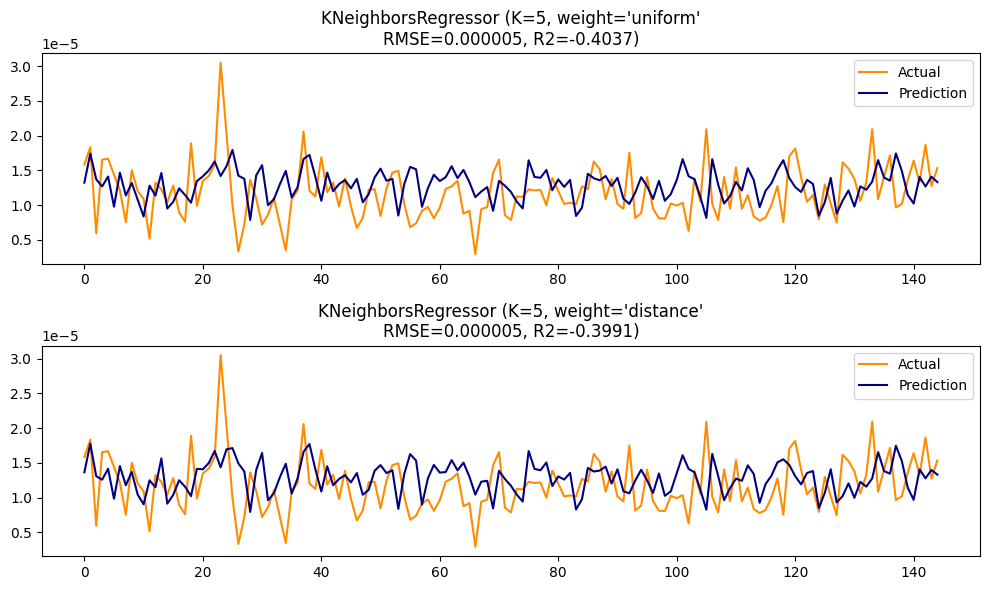 KNeighborsRegressor (K=5, weight='uniform'
RMSE=0.000005, R2=-0.4037)
1e−5
3.0
2.5
2.0
1.5
1.0
0.5
Actual
Prediction
0 20 40 60 80 100 120 140
KNeighborsRegressor (K=5, weight='distance'
RMSE=0.000005, R2=-0.3991)
1e−5
3.0
2.5
2.0
1.5
1.0
0.5
Actual
Prediction
0 20 40 60 80 100 120 140